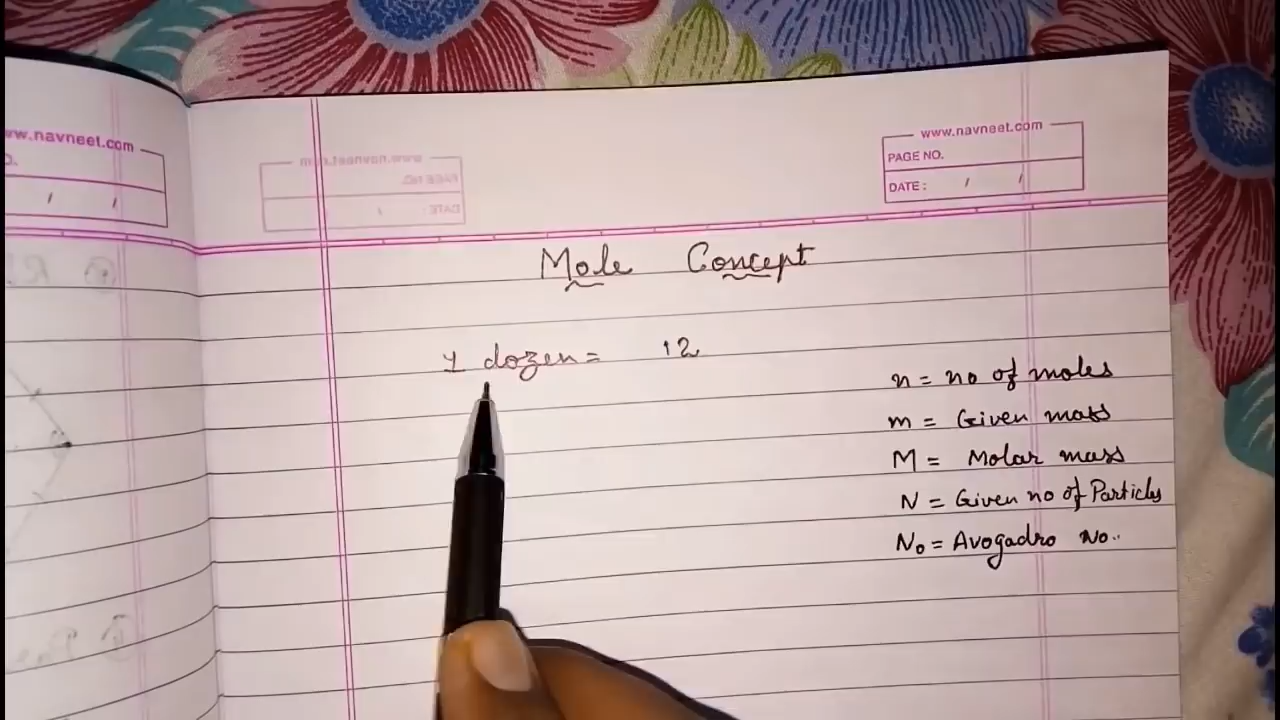 www.navneet.com
www.navneet.com
PAGE NO.
DATE : / /
Mole Concept
1 dozen = 12
n = no of moles
m = Given mass
M = Molar mass
N = Given no of Particles
No = Avogadro No.